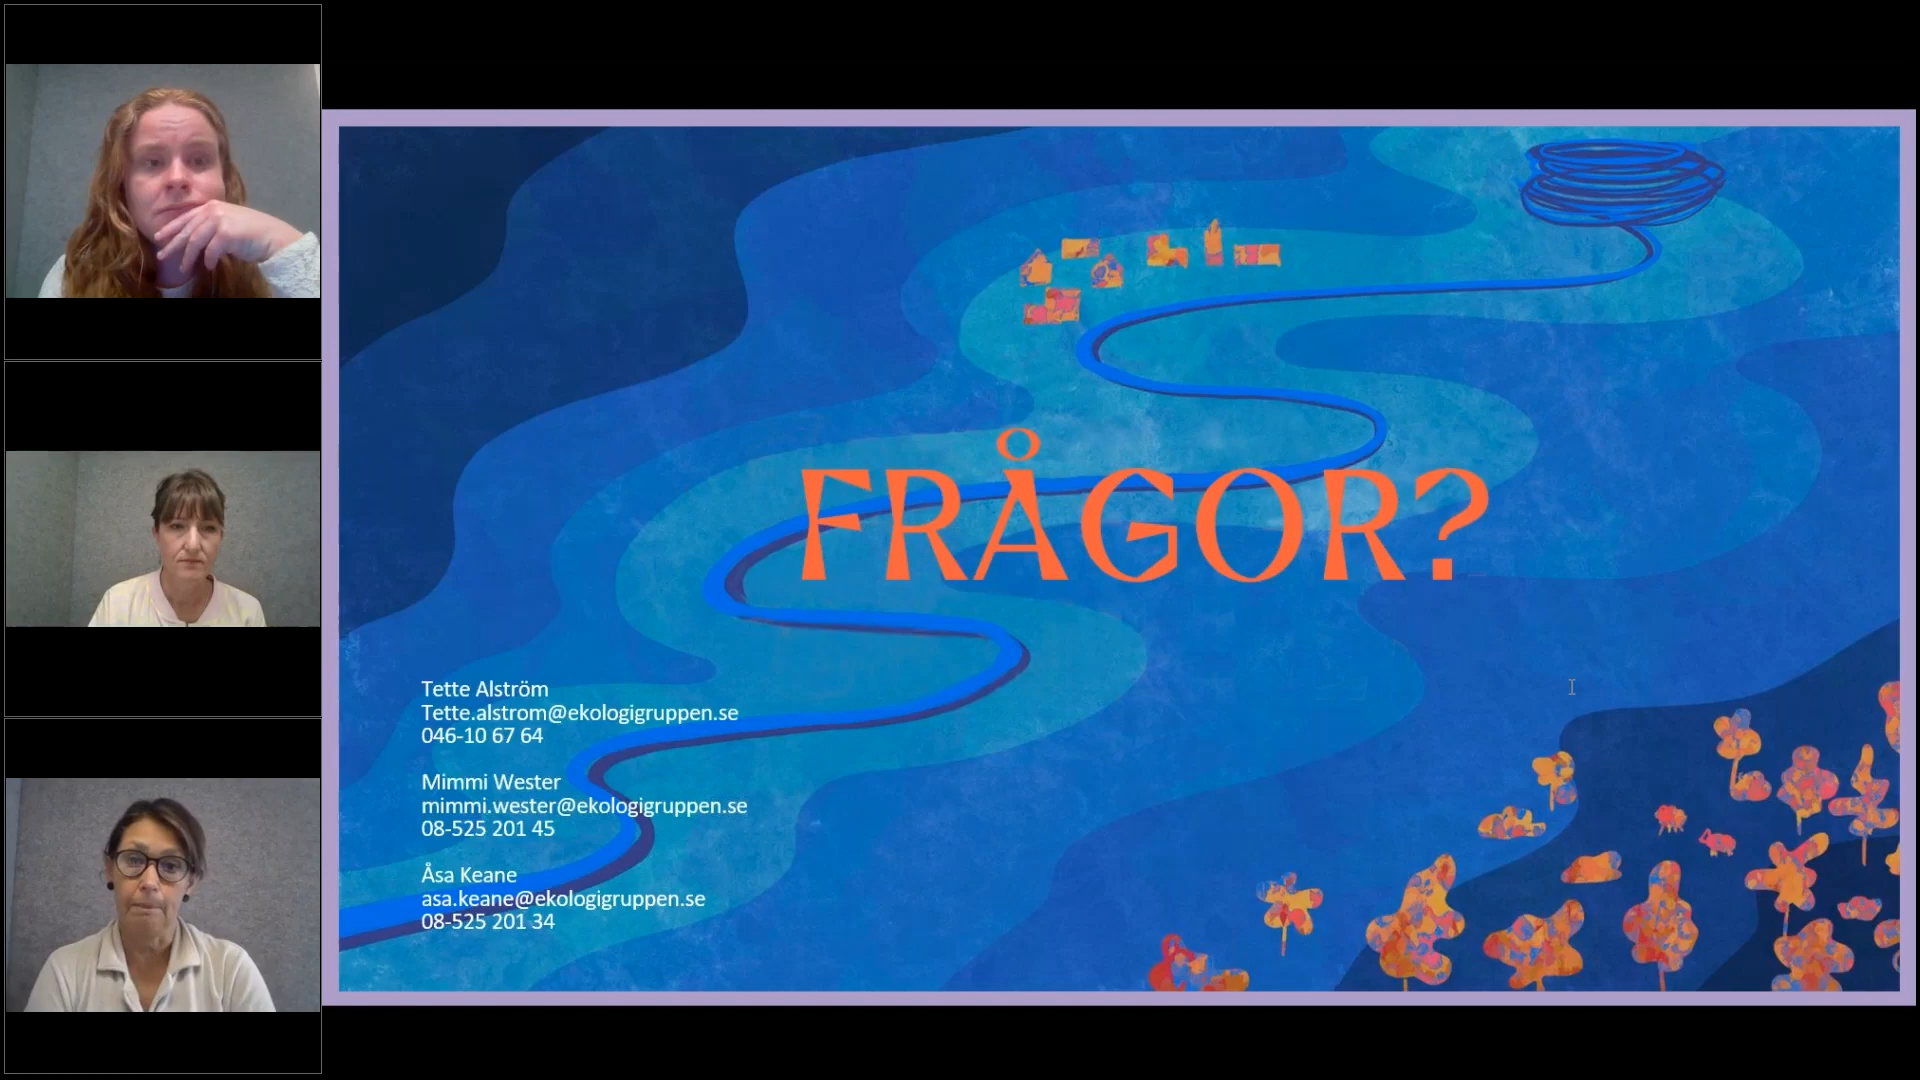 FRÅGOR?
Tette Alström
Tette.alstrom@ekologigruppen.se
046-10 67 64
Mimmi Wester
mimmi.wester@ekologigruppen.se
08-525 201 45
Åsa Keane
asa.keane@ekologigruppen.se
08-525 201 34